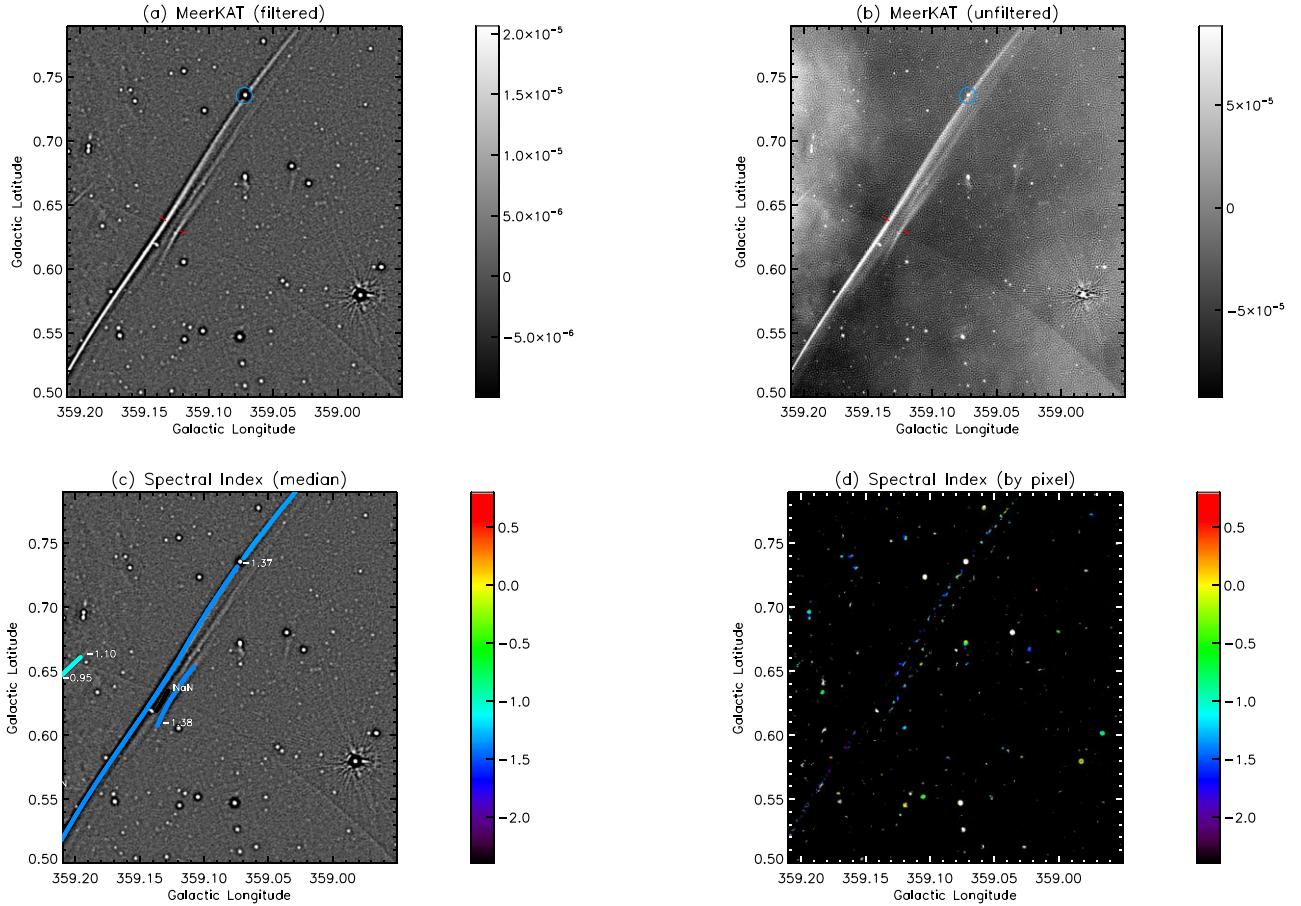 (a) MeerKAT (filtered)
0.75
0.70
0.65
0.60
0.55
0.50
Galactic Latitude
359.20 359.15 359.10 359.05 359.00
Galactic Longitude
2.0×10⁻⁵
1.5×10⁻⁵
1.0×10⁻⁵
5.0×10⁻⁶
0
−5.0×10⁻⁶
(b) MeerKAT (unfiltered)
0.75
0.70
0.65
0.60
0.55
0.50
Galactic Latitude
359.20 359.15 359.10 359.05 359.00
Galactic Longitude
5×10⁻⁵
0
−5×10⁻⁵
(c) Spectral Index (median)
0.75
0.70
0.65
0.60
0.55
0.50
Galactic Latitude
−1.37
−1.10
−0.95
NaN
−1.38
359.20 359.15 359.10 359.05 359.00
Galactic Longitude
0.5
0.0
−0.5
−1.0
−1.5
−2.0
(d) Spectral Index (by pixel)
0.75
0.70
0.65
0.60
0.55
0.50
Galactic Latitude
359.20 359.15 359.10 359.05 359.00
Galactic Longitude
0.5
0.0
−0.5
−1.0
−1.5
−2.0